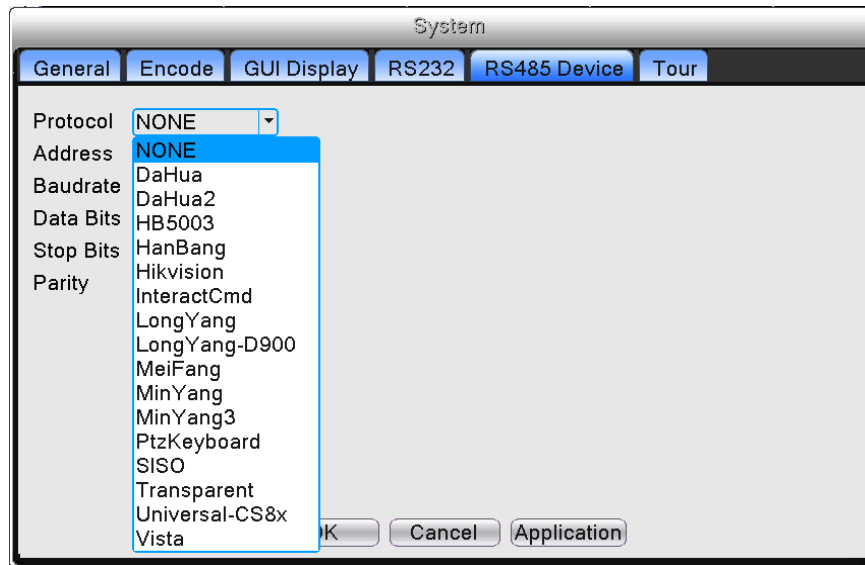 System
General Encode GUI Display RS232 RS485 Device Tour
Protocol NONE
Address NONE
DaHua
Baudrate
DaHua2
Data Bits HB5003
Stop Bits HanBang
Hikvision
Parity
InteractCmd
LongYang
LongYang-D900
MeiFang
MinYang
MinYang3
PtzKeyboard
SISO
Transparent
Universal-CS8x
Vista
K Cancel Application